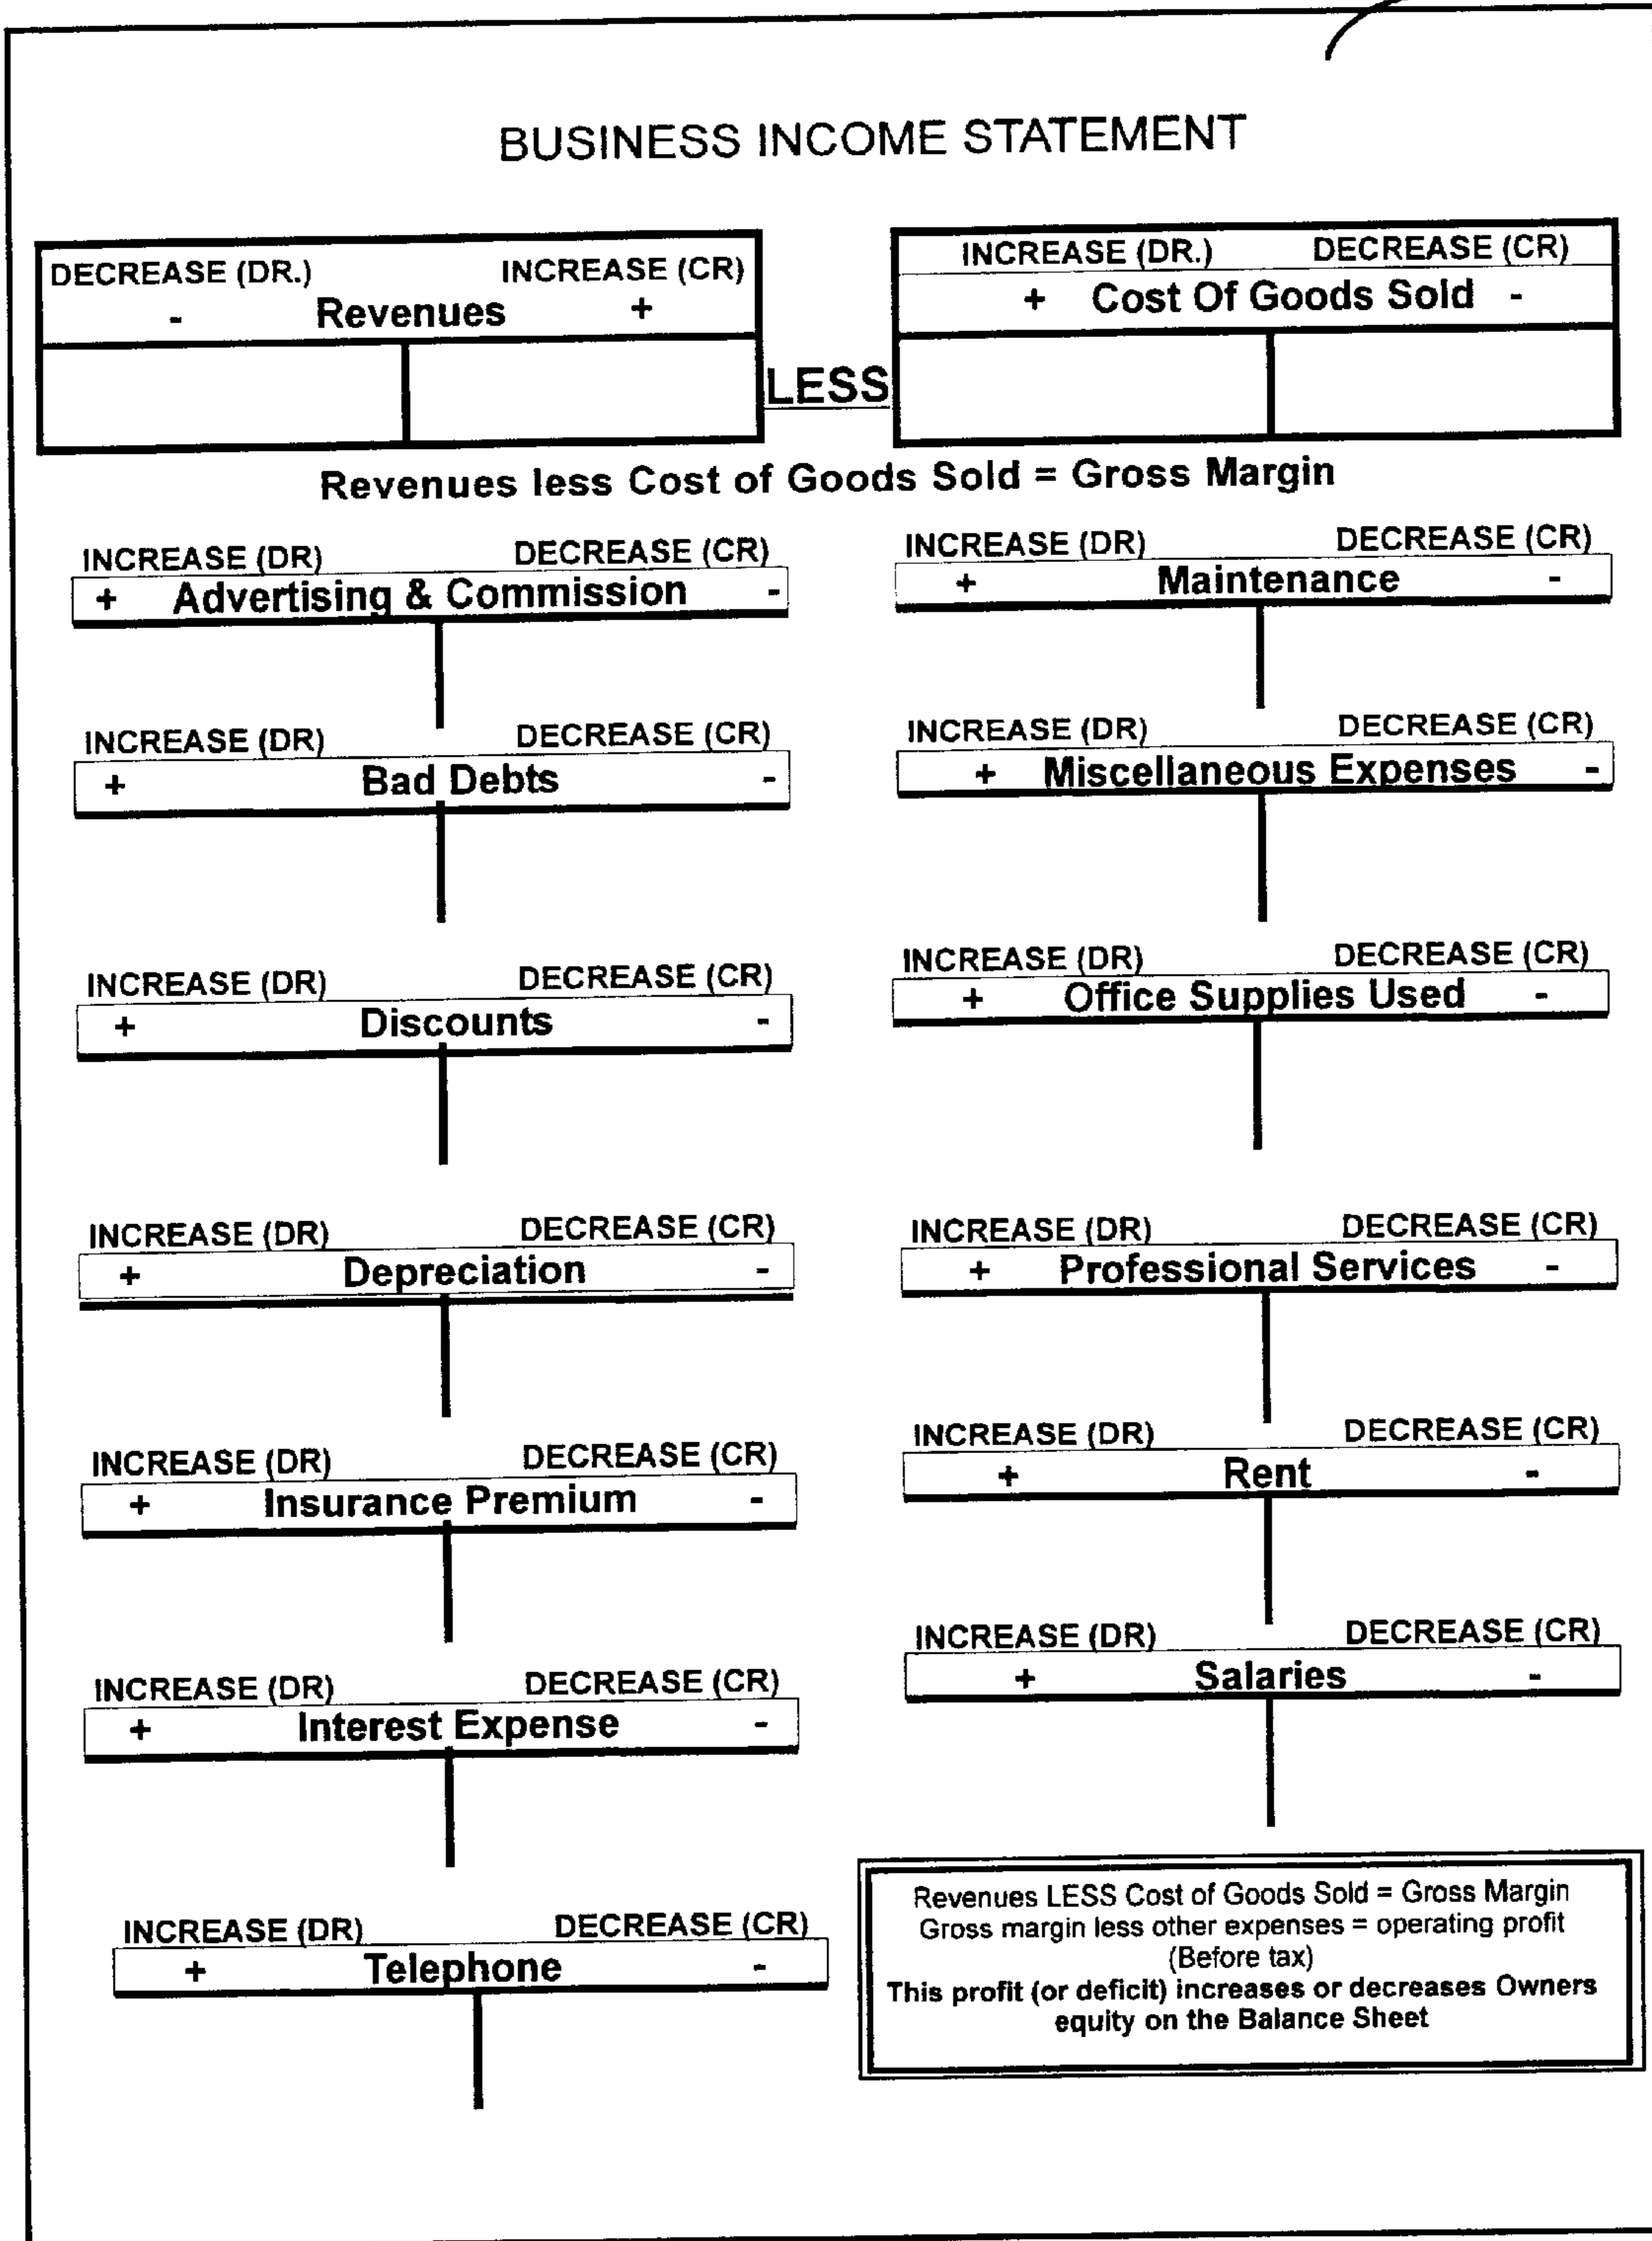 BUSINESS INCOME STATEMENT
DECREASE (DR.) INCREASE (CR)
- Revenues +
LESS
INCREASE (DR.) DECREASE (CR)
+ Cost Of Goods Sold -
Revenues less Cost of Goods Sold = Gross Margin
INCREASE (DR) DECREASE (CR)
+ Advertising & Commission -
INCREASE (DR) DECREASE (CR)
+ Bad Debts -
INCREASE (DR) DECREASE (CR)
+ Discounts -
INCREASE (DR) DECREASE (CR)
+ Depreciation -
INCREASE (DR) DECREASE (CR)
+ Insurance Premium -
INCREASE (DR) DECREASE (CR)
+ Interest Expense -
INCREASE (DR) DECREASE (CR)
+ Telephone -
INCREASE (DR) DECREASE (CR)
+ Maintenance -
INCREASE (DR) DECREASE (CR)
+ Miscellaneous Expenses -
INCREASE (DR) DECREASE (CR)
+ Office Supplies Used -
INCREASE (DR) DECREASE (CR)
+ Professional Services -
INCREASE (DR) DECREASE (CR)
+ Rent -
INCREASE (DR) DECREASE (CR)
+ Salaries -
Revenues LESS Cost of Goods Sold = Gross Margin
Gross margin less other expenses = operating profit
(Before tax)
This profit (or deficit) increases or decreases Owners
equity on the Balance Sheet